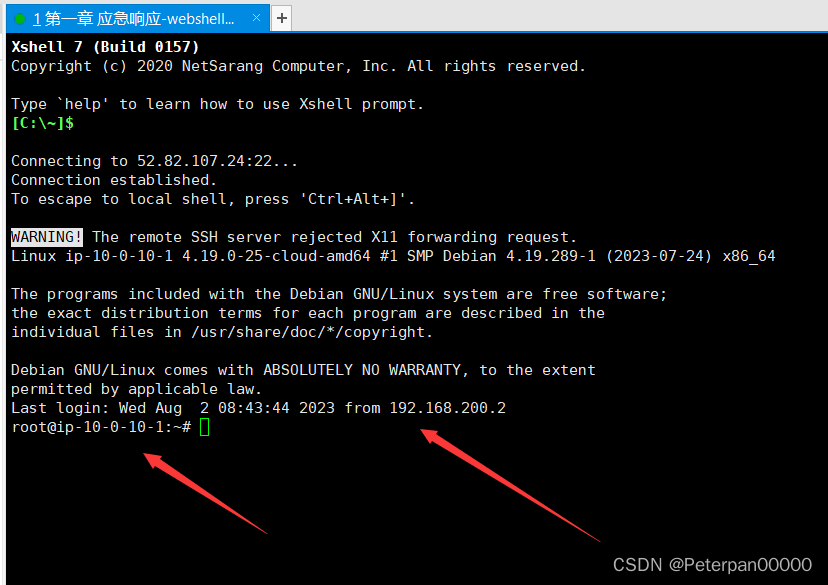 1 第一章 应急响应-webshell... × +
Xshell 7 (Build 0157)
Copyright (c) 2020 NetSarang Computer, Inc. All rights reserved.
Type `help' to learn how to use Xshell prompt.
[C:\~]$
Connecting to 52.82.107.24:22...
Connection established.
To escape to local shell, press 'Ctrl+Alt+]'.
WARNING! The remote SSH server rejected X11 forwarding request.
Linux ip-10-0-10-1 4.19.0-25-cloud-amd64 #1 SMP Debian 4.19.289-1 (2023-07-24) x86_64
The programs included with the Debian GNU/Linux system are free software;
the exact distribution terms for each program are described in the
individual files in /usr/share/doc/*/copyright.
Debian GNU/Linux comes with ABSOLUTELY NO WARRANTY, to the extent
permitted by applicable law.
Last login: Wed Aug  2 08:43:44 2023 from 192.168.200.2
root@ip-10-0-10-1:~#
CSDN @Peterpan00000